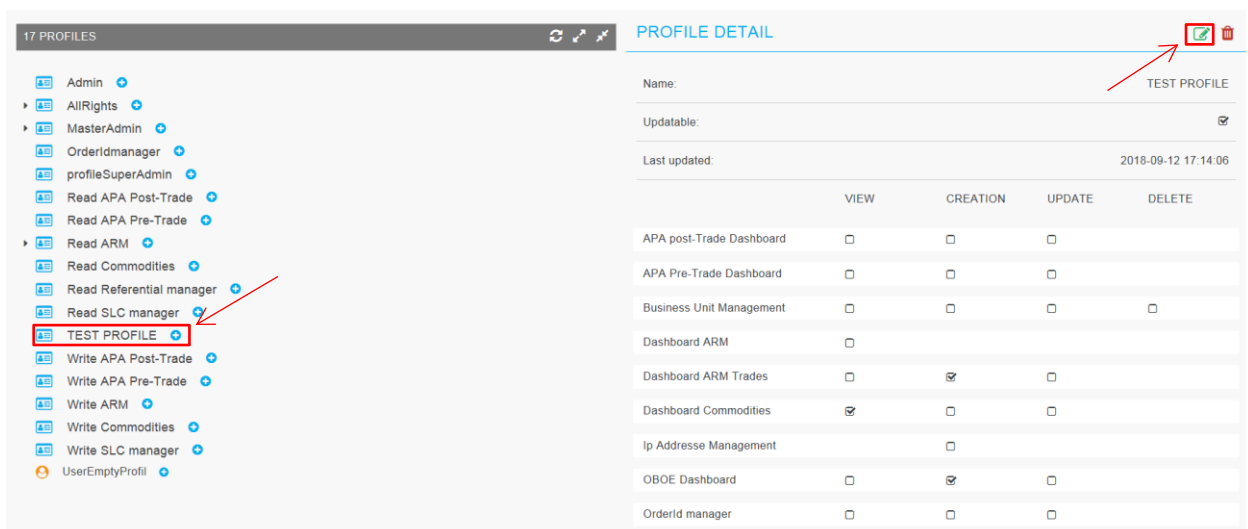 17 PROFILES
Admin
AllRights
MasterAdmin
OrderIdmanager
profileSuperAdmin
Read APA Post-Trade
Read APA Pre-Trade
Read ARM
Read Commodities
Read Referential manager
Read SLC manager
TEST PROFILE
Write APA Post-Trade
Write APA Pre-Trade
Write ARM
Write Commodities
Write SLC manager
UserEmptyProfil
PROFILE DETAIL
Name: TEST PROFILE
Updatable:
Last updated: 2018-09-12 17:14:06
VIEW CREATION UPDATE DELETE
APA post-Trade Dashboard
APA Pre-Trade Dashboard
Business Unit Management
Dashboard ARM
Dashboard ARM Trades
Dashboard Commodities
Ip Addresse Management
OBOE Dashboard
OrderId manager